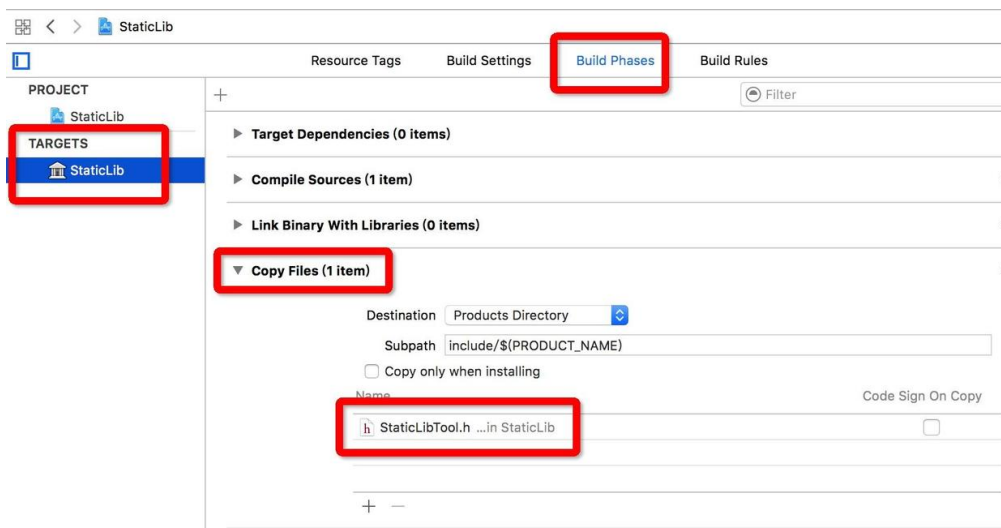 StaticLib
Resource Tags Build Settings Build Phases Build Rules
PROJECT
StaticLib
TARGETS
StaticLib
Filter
Target Dependencies (0 items)
Compile Sources (1 item)
Link Binary With Libraries (0 items)
Copy Files (1 item)
Destination Products Directory
Subpath include/$(PRODUCT_NAME)
Copy only when installing
Name Code Sign On Copy
h StaticLibTool.h ...in StaticLib